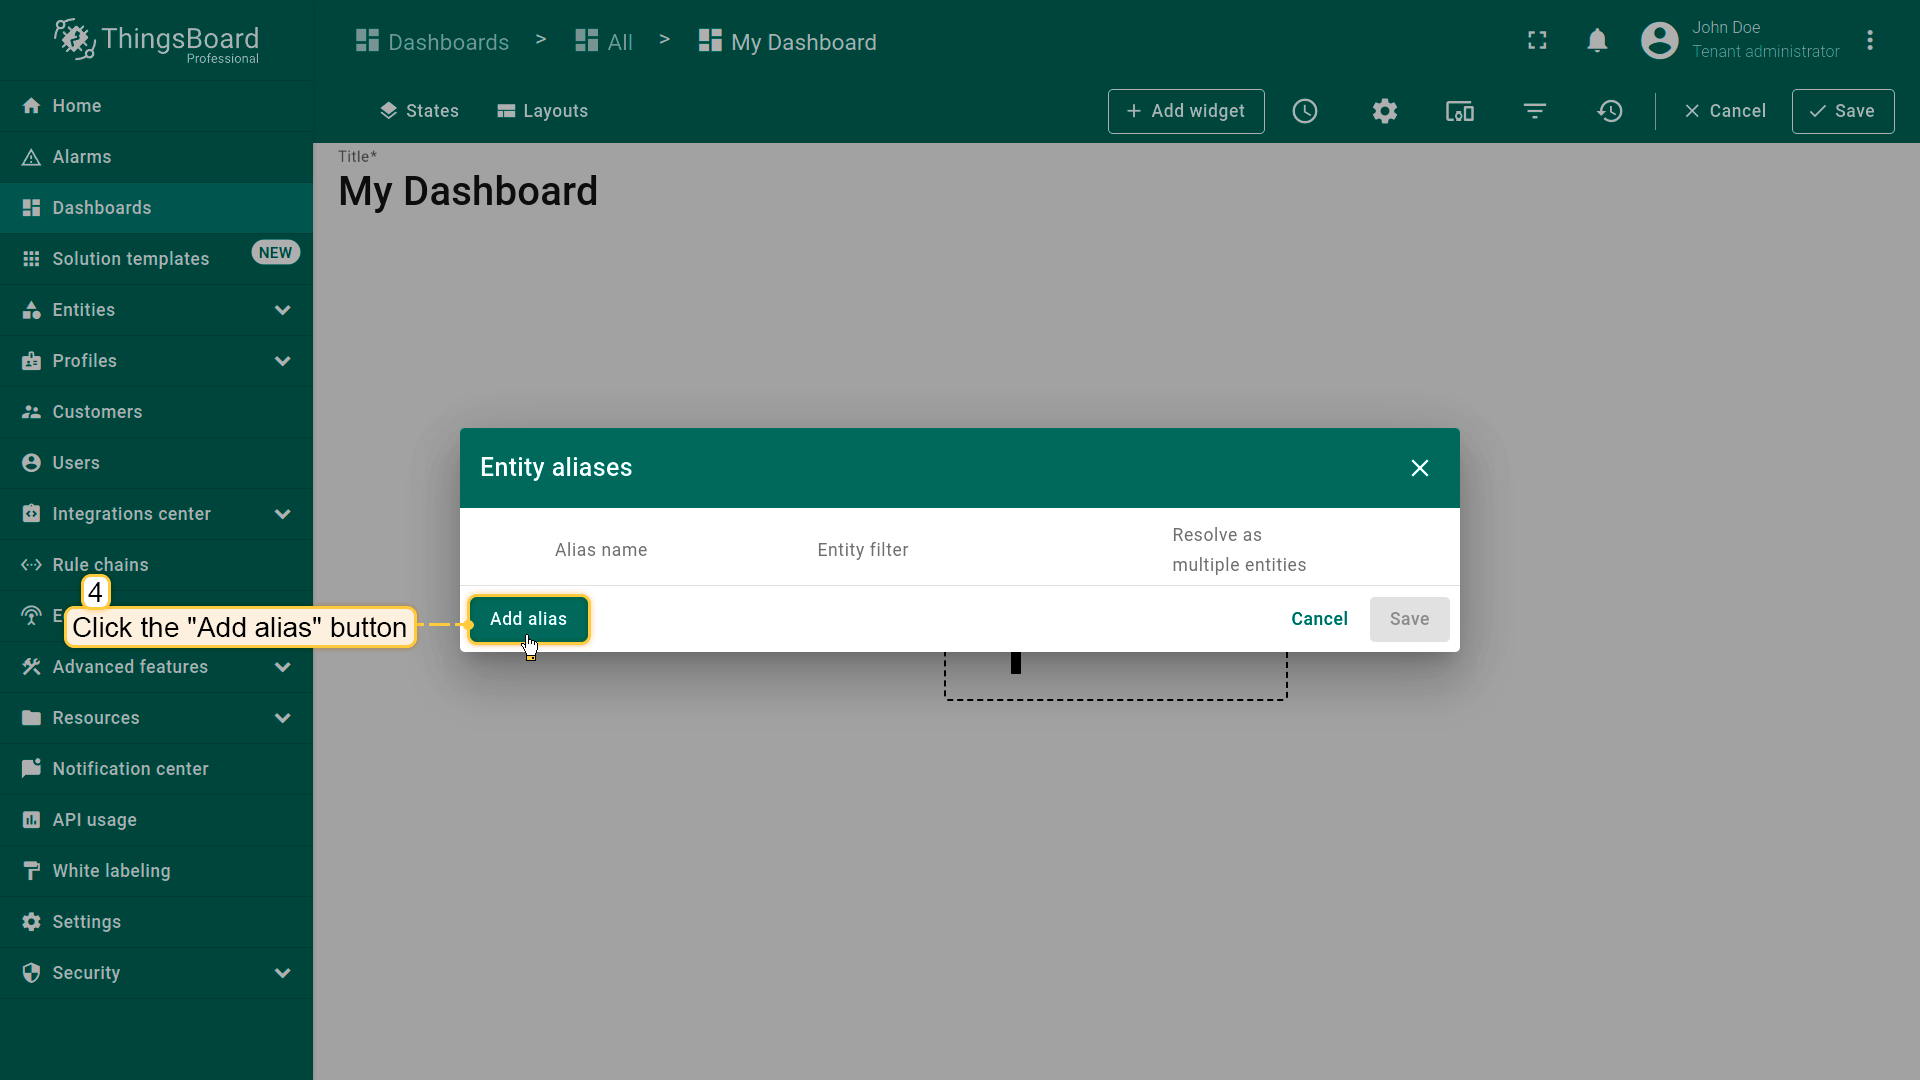 ThingsBoard
Professional
Home
Alarms
Dashboards
Solution templates NEW
Entities
Profiles
Customers
Users
Integrations center
Rule chains
Advanced features
Resources
Notification center
API usage
White labeling
Settings
Security
Dashboards > All > My Dashboard
John Doe
Tenant administrator
States Layouts
+ Add widget
Cancel
Save
Title*
My Dashboard
Entity aliases
Alias name
Entity filter
Resolve as
multiple entities
Add alias
Cancel
Save
4
Click the "Add alias" button